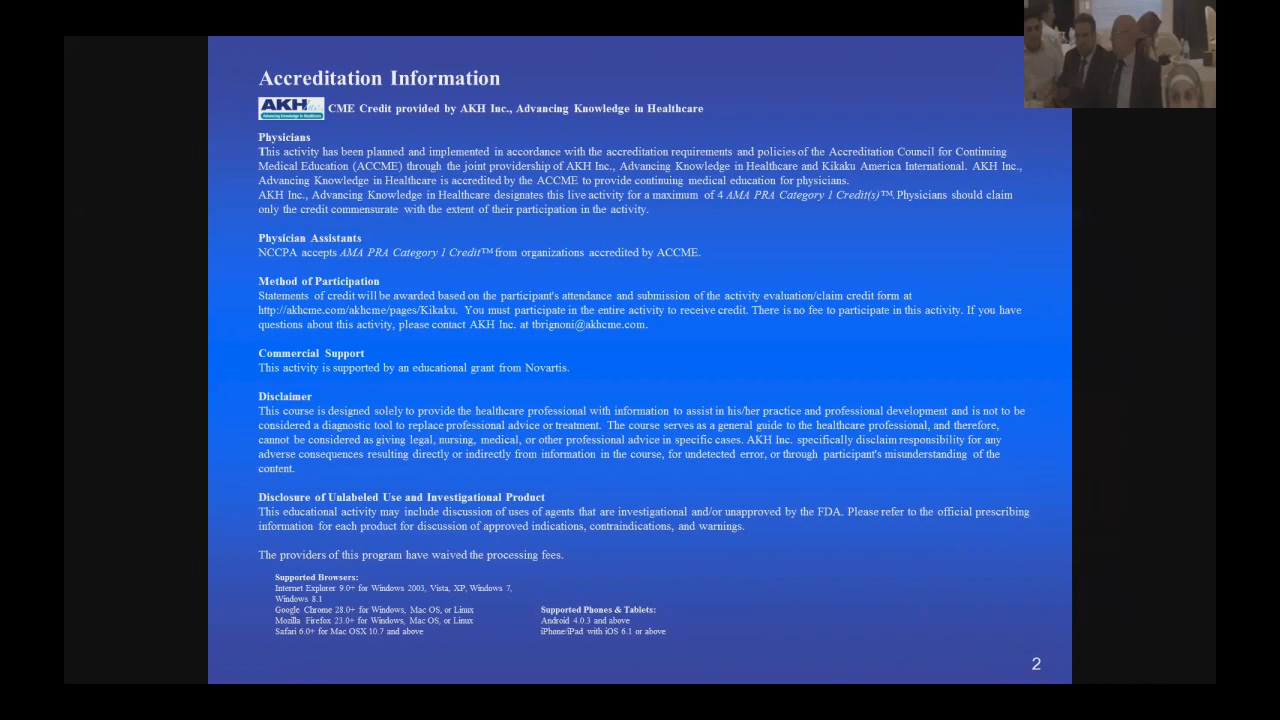 Accreditation Information
AKH Inc.
Advancing Knowledge in Healthcare
CME Credit provided by AKH Inc., Advancing Knowledge in Healthcare
Physicians
This activity has been planned and implemented in accordance with the accreditation requirements and policies of the Accreditation Council for Continuing
Medical Education (ACCME) through the joint providership of AKH Inc., Advancing Knowledge in Healthcare and Kikaku America International. AKH Inc.,
Advancing Knowledge in Healthcare is accredited by the ACCME to provide continuing medical education for physicians.
AKH Inc., Advancing Knowledge in Healthcare designates this live activity for a maximum of 4 AMA PRA Category 1 Credit(s)™. Physicians should claim
only the credit commensurate with the extent of their participation in the activity.
Physician Assistants
NCCPA accepts AMA PRA Category 1 Credit™ from organizations accredited by ACCME.
Method of Participation
Statements of credit will be awarded based on the participant's attendance and submission of the activity evaluation/claim credit form at
http://akhcme.com/akhcme/pages/Kikaku. You must participate in the entire activity to receive credit. There is no fee to participate in this activity. If you have
questions about this activity, please contact AKH Inc. at tbrignoni@akhcme.com.
Commercial Support
This activity is supported by an educational grant from Novartis.
Disclaimer
This course is designed solely to provide the healthcare professional with information to assist in his/her practice and professional development and is not to be
considered a diagnostic tool to replace professional advice or treatment. The course serves as a general guide to the healthcare professional, and therefore,
cannot be considered as giving legal, nursing, medical, or other professional advice in specific cases. AKH Inc. specifically disclaim responsibility for any
adverse consequences resulting directly or indirectly from information in the course, for undetected error, or through participant's misunderstanding of the
content.
Disclosure of Unlabeled Use and Investigational Product
This educational activity may include discussion of uses of agents that are investigational and/or unapproved by the FDA. Please refer to the official prescribing
information for each product for discussion of approved indications, contraindications, and warnings.
The providers of this program have waived the processing fees.
Supported Browsers:
Internet Explorer 9.0+ for Windows 2003, Vista, XP, Windows 7,
Windows 8.1
Google Chrome 28.0+ for Windows, Mac OS, or Linux
Mozilla Firefox 23.0+ for Windows, Mac OS, or Linux
Safari 6.0+ for Mac OSX 10.7 and above
Supported Phones & Tablets:
Android 4.0.3 and above
iPhone/iPad with iOS 6.1 or above
2